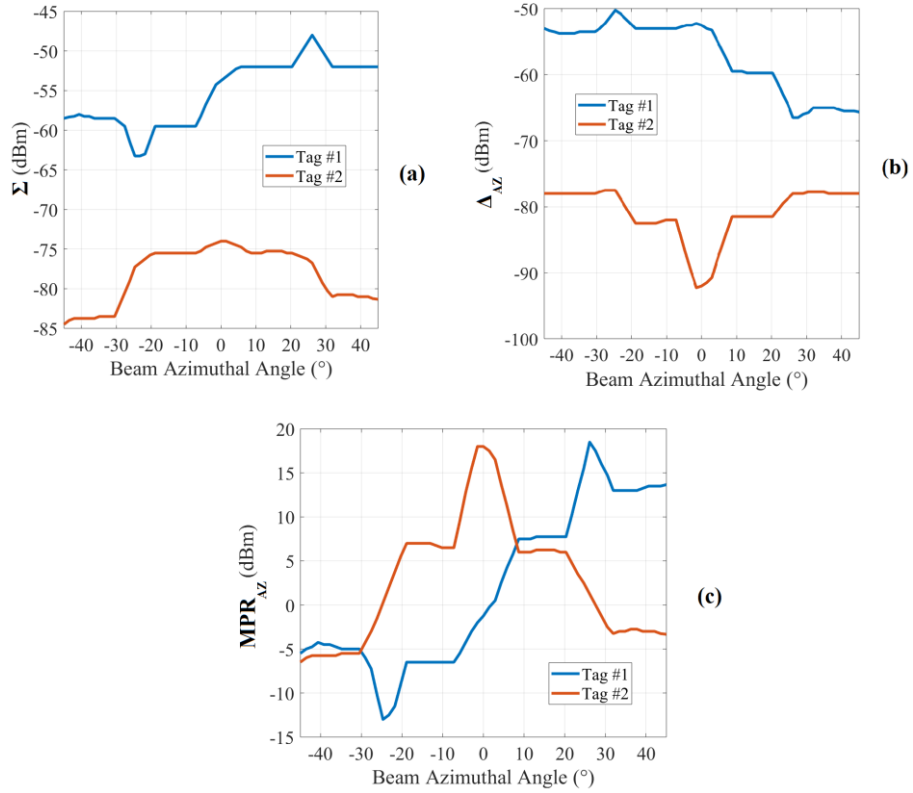 -45
-50
-55
-60
-65
-70
-75
-80
-85
Σ (dBm)
Tag #1
Tag #2
-40 -30 -20 -10 0 10 20 30 40
Beam Azimuthal Angle (°)
(a)
-50
-60
-70
-80
-90
-100
Δ_AZ (dBm)
Tag #1
Tag #2
-40 -30 -20 -10 0 10 20 30 40
Beam Azimuthal Angle (°)
(b)
20
15
10
5
0
-5
-10
-15
MPR_AZ (dBm)
Tag #1
Tag #2
-40 -30 -20 -10 0 10 20 30 40
Beam Azimuthal Angle (°)
(c)